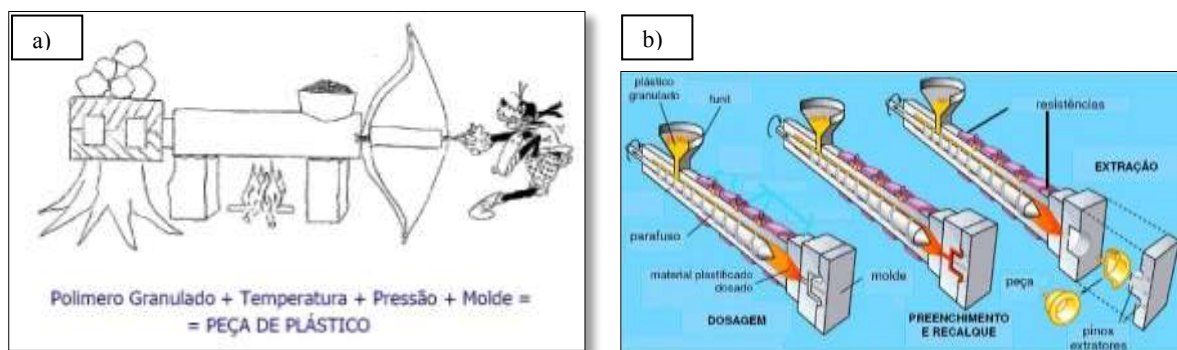 a)
Polimero Granulado + Temperatura + Pressão + Molde =
= PEÇA DE PLÁSTICO
b)
plástico
granulado
funil
resistências
EXTRAÇÃO
parafuso
material plastificado
dosado
molde
peça
DOSAGEM
PREENCHIMENTO
E RECALQUE
pinos
extratores